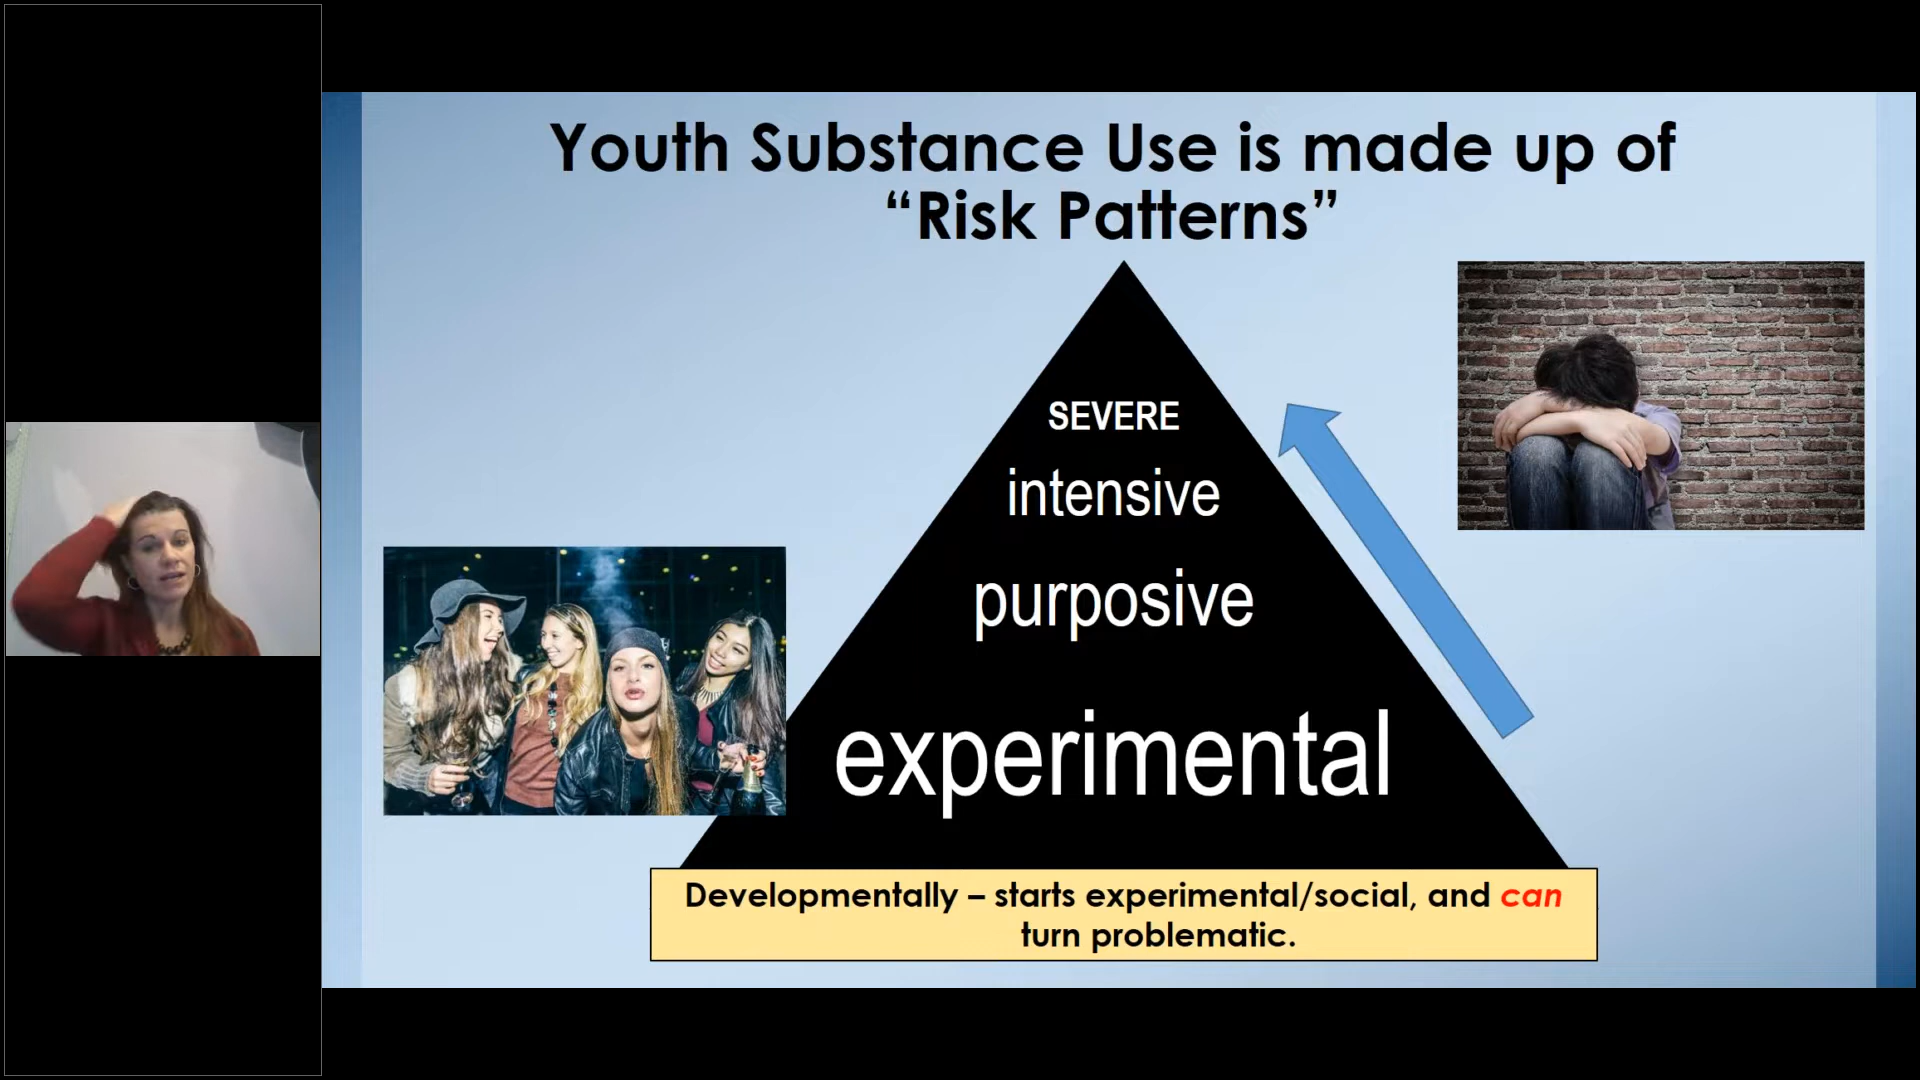 Youth Substance Use is made up of
“Risk Patterns”
SEVERE
intensive
purposive
experimental
Developmentally – starts experimental/social, and can
turn problematic.